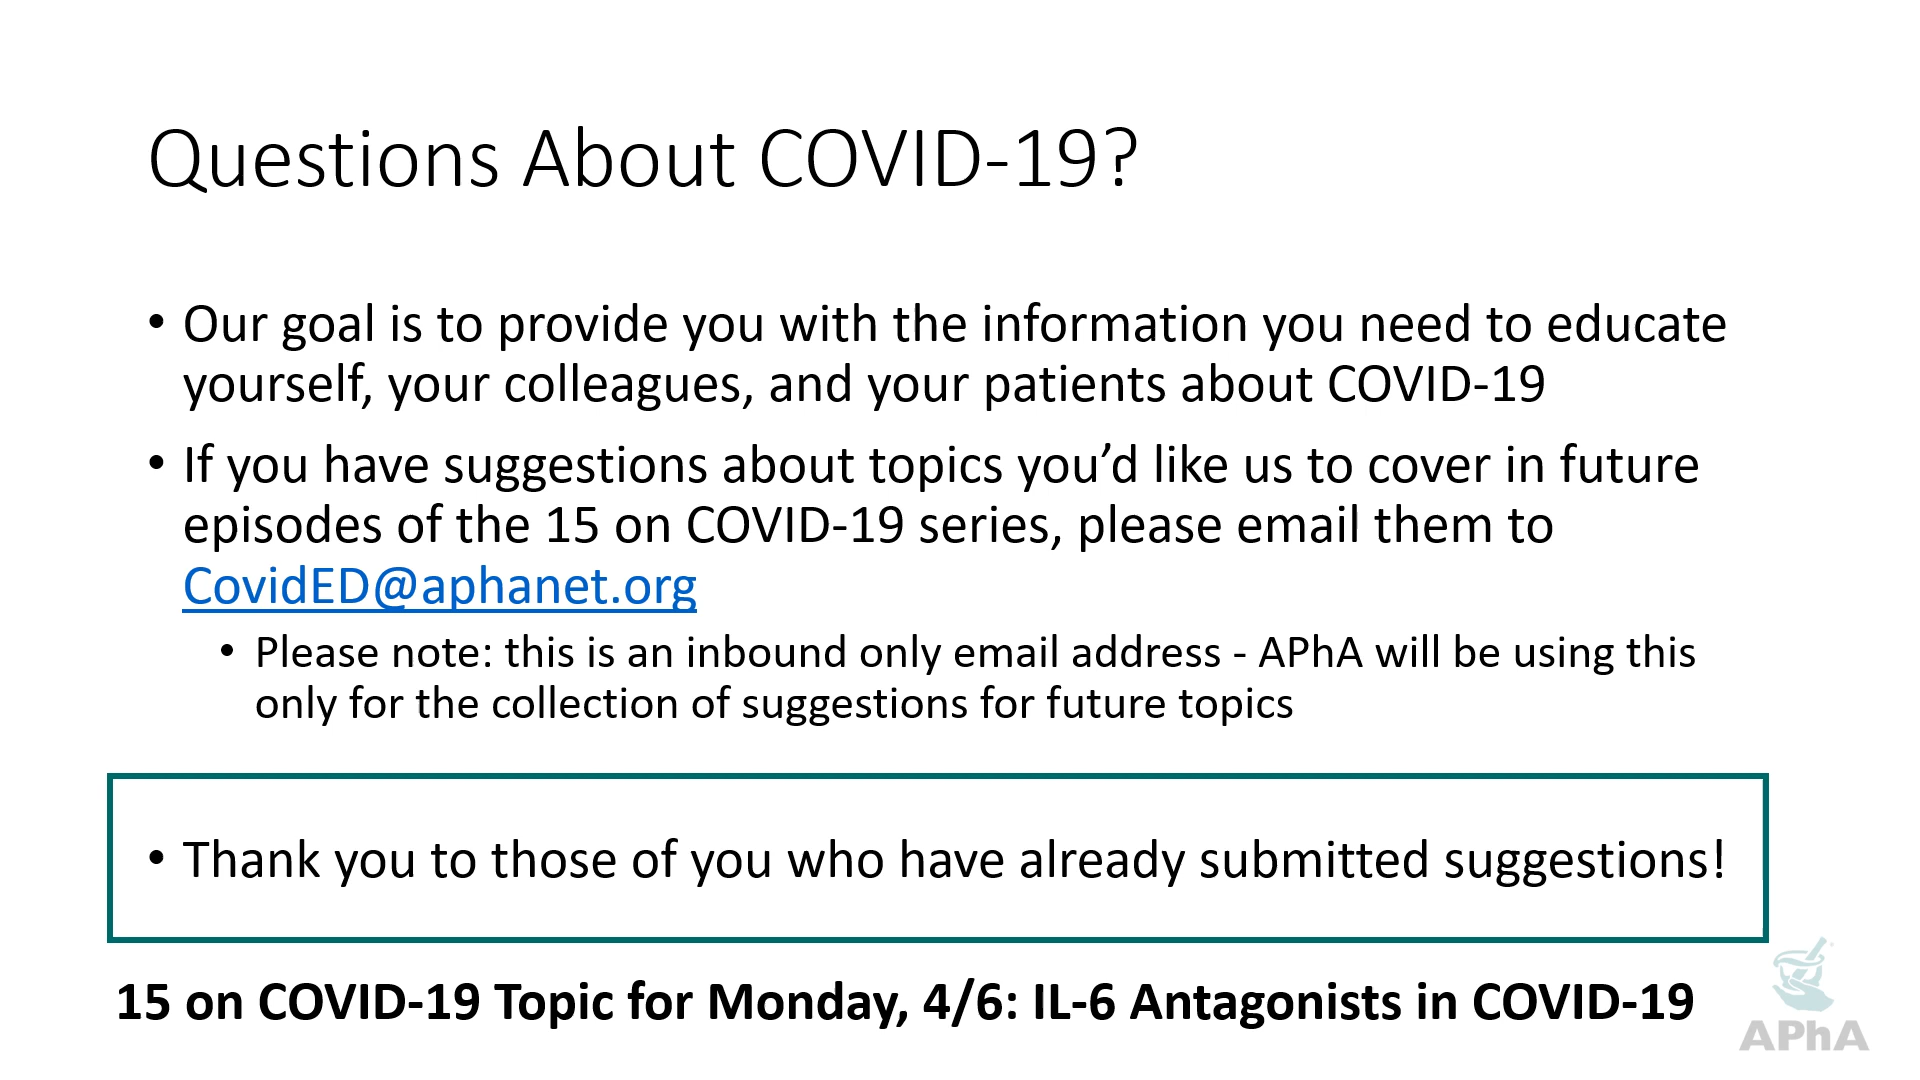 Questions About COVID-19?
• Our goal is to provide you with the information you need to educate
yourself, your colleagues, and your patients about COVID-19
• If you have suggestions about topics you’d like us to cover in future
episodes of the 15 on COVID-19 series, please email them to
CovidED@aphanet.org
• Please note: this is an inbound only email address - APhA will be using this
only for the collection of suggestions for future topics
• Thank you to those of you who have already submitted suggestions!
15 on COVID-19 Topic for Monday, 4/6: IL-6 Antagonists in COVID-19
APhA